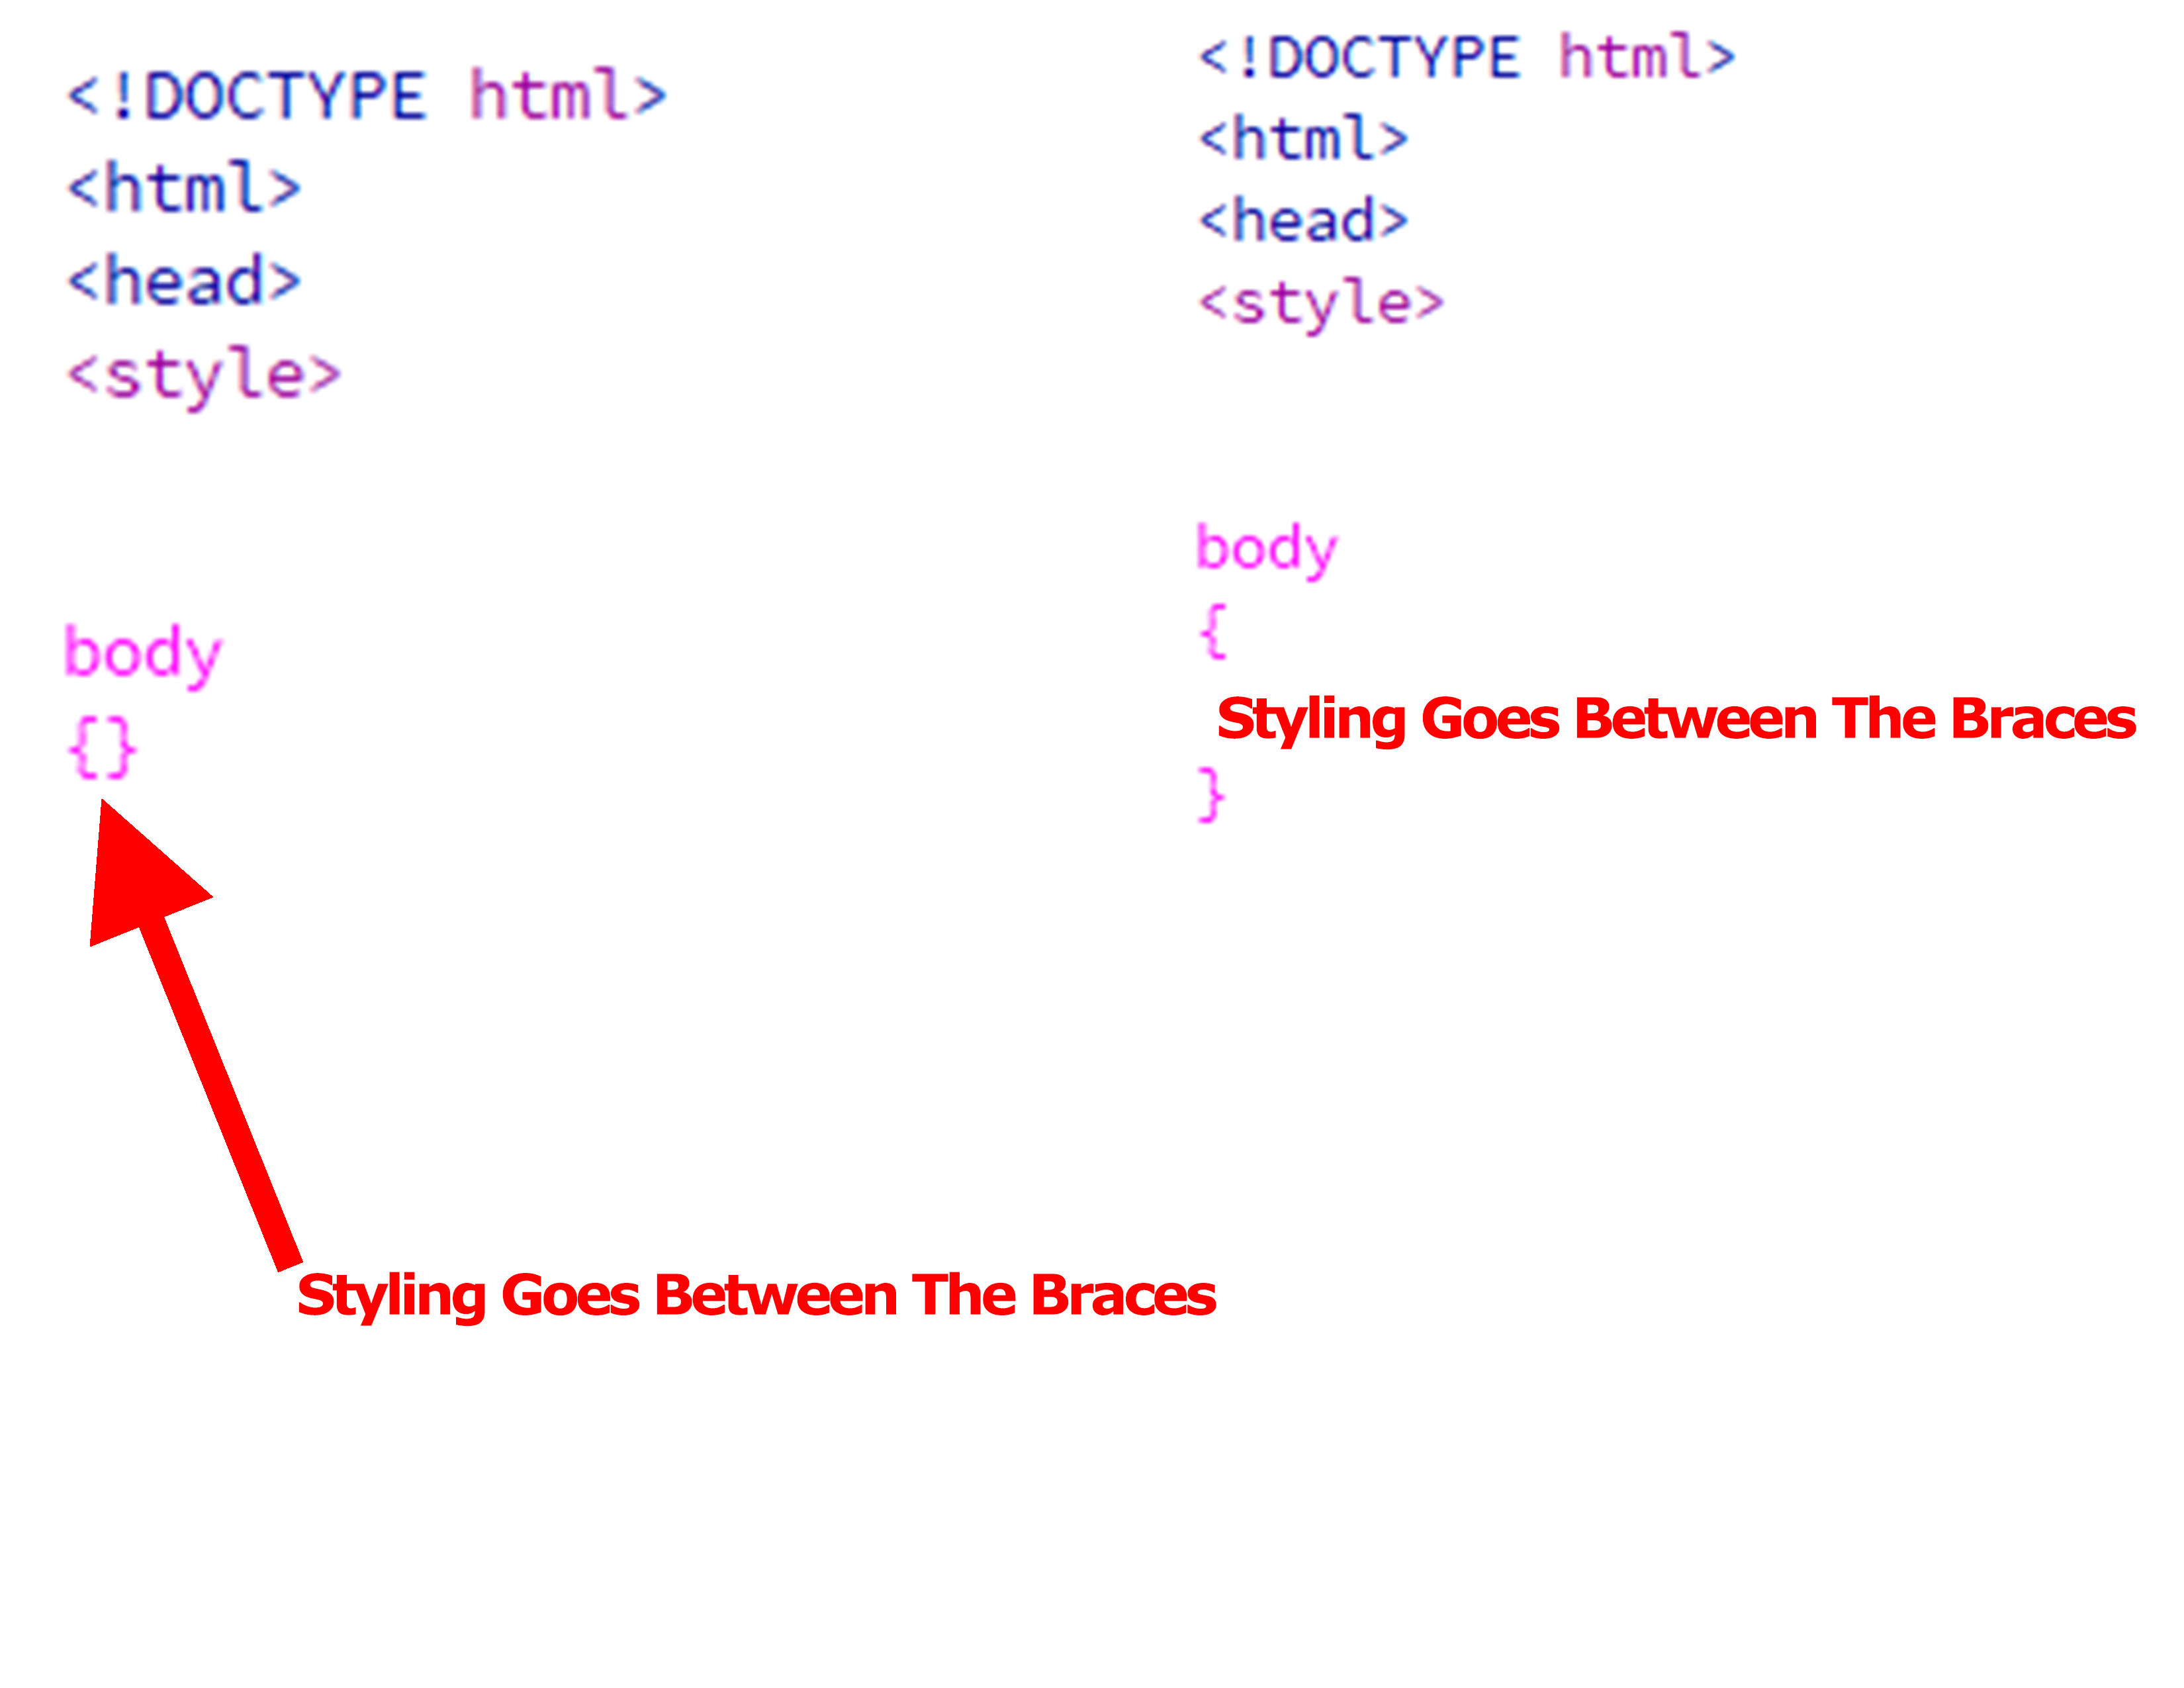 <!DOCTYPE html>
<html>
<head>
<style>
body
{}
Styling Goes Between The Braces
<!DOCTYPE html>
<html>
<head>
<style>
body
{
Styling Goes Between The Braces
}